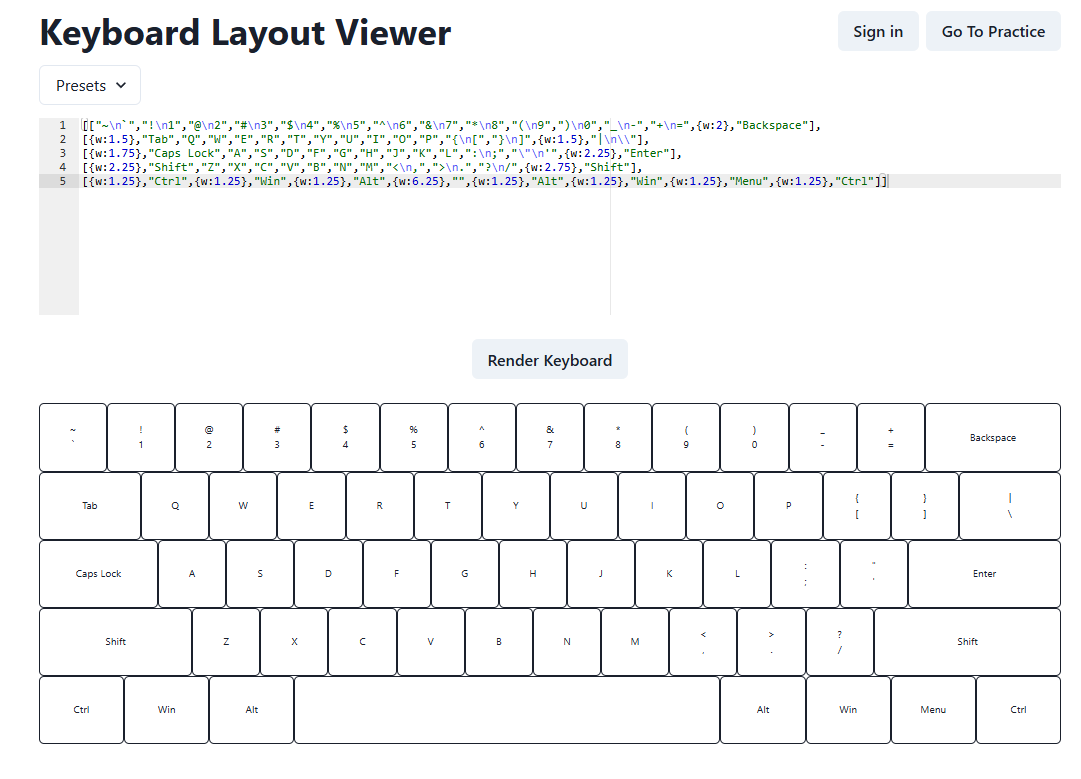 Keyboard Layout Viewer
Sign in
Go To Practice
Presets
1 [["~\n`","!\n1","@\n2","#\n3","$\n4","%\n5","^\n6","&\n7","*\n8","(\n9",")\n0","_\n-","+\n=",{w:2},"Backspace"],
2 [{w:1.5},"Tab","Q","W","E","R","T","Y","U","I","O","P","{\n[","}\n]",{w:1.5},"|\n\\"],
3 [{w:1.75},"Caps Lock","A","S","D","F","G","H","J","K","L",":\n;","\"\n'",{w:2.25},"Enter"],
4 [{w:2.25},"Shift","Z","X","C","V","B","N","M","<\n,",">\n.","?\n/",{w:2.75},"Shift"],
5 [{w:1.25},"Ctrl",{w:1.25},"Win",{w:1.25},"Alt",{w:6.25},"",{w:1.25},"Alt",{w:1.25},"Win",{w:1.25},"Menu",{w:1.25},"Ctrl"]]
Render Keyboard
~ ! @ # $ % ^ & * ( ) _ +
` 1 2 3 4 5 6 7 8 9 0 - = Backspace
Tab Q W E R T Y U I O P { } |
[ ] \
Caps Lock A S D F G H J K L : " Enter
; '
Shift Z X C V B N M < > ? Shift
, . /
Ctrl Win Alt Alt Win Menu Ctrl